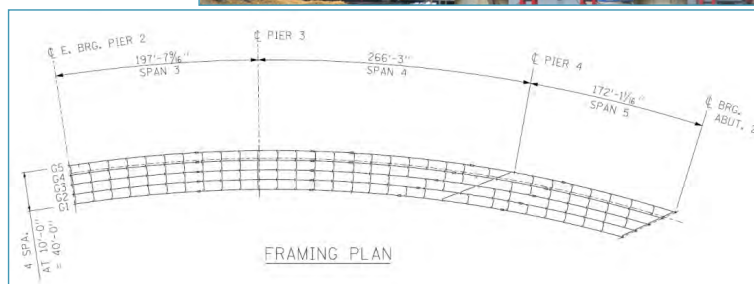 ℄ E. BRG. PIER 2
197'-7 9/16"
SPAN 3
℄ PIER 3
266'-3"
SPAN 4
℄ PIER 4
172'-1 1/16"
SPAN 5
℄ BRG.
ABUT. 2
G5
G4
G3
G2
G1
4 SPA.
AT 10'-0"
= 40'-0"
FRAMING PLAN